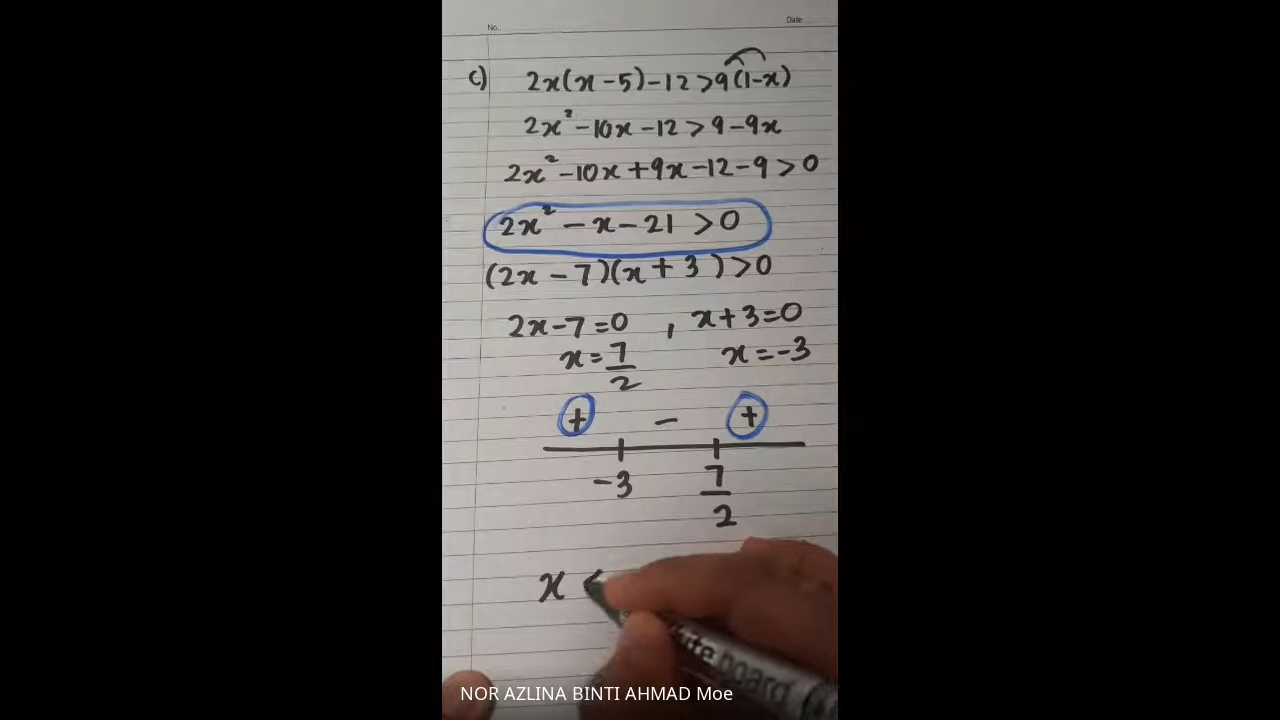 No.: Date:
c) 2x(x-5)-12>9(1-x)
2x²-10x-12>9-9x
2x²-10x+9x-12-9>0
2x²-x-21>0
(2x-7)(x+3)>0
2x-7=0 , x+3=0
x=7/2 x=-3
+ - +
-3 7/2
x <
board
NOR AZLINA BINTI AHMAD Moe